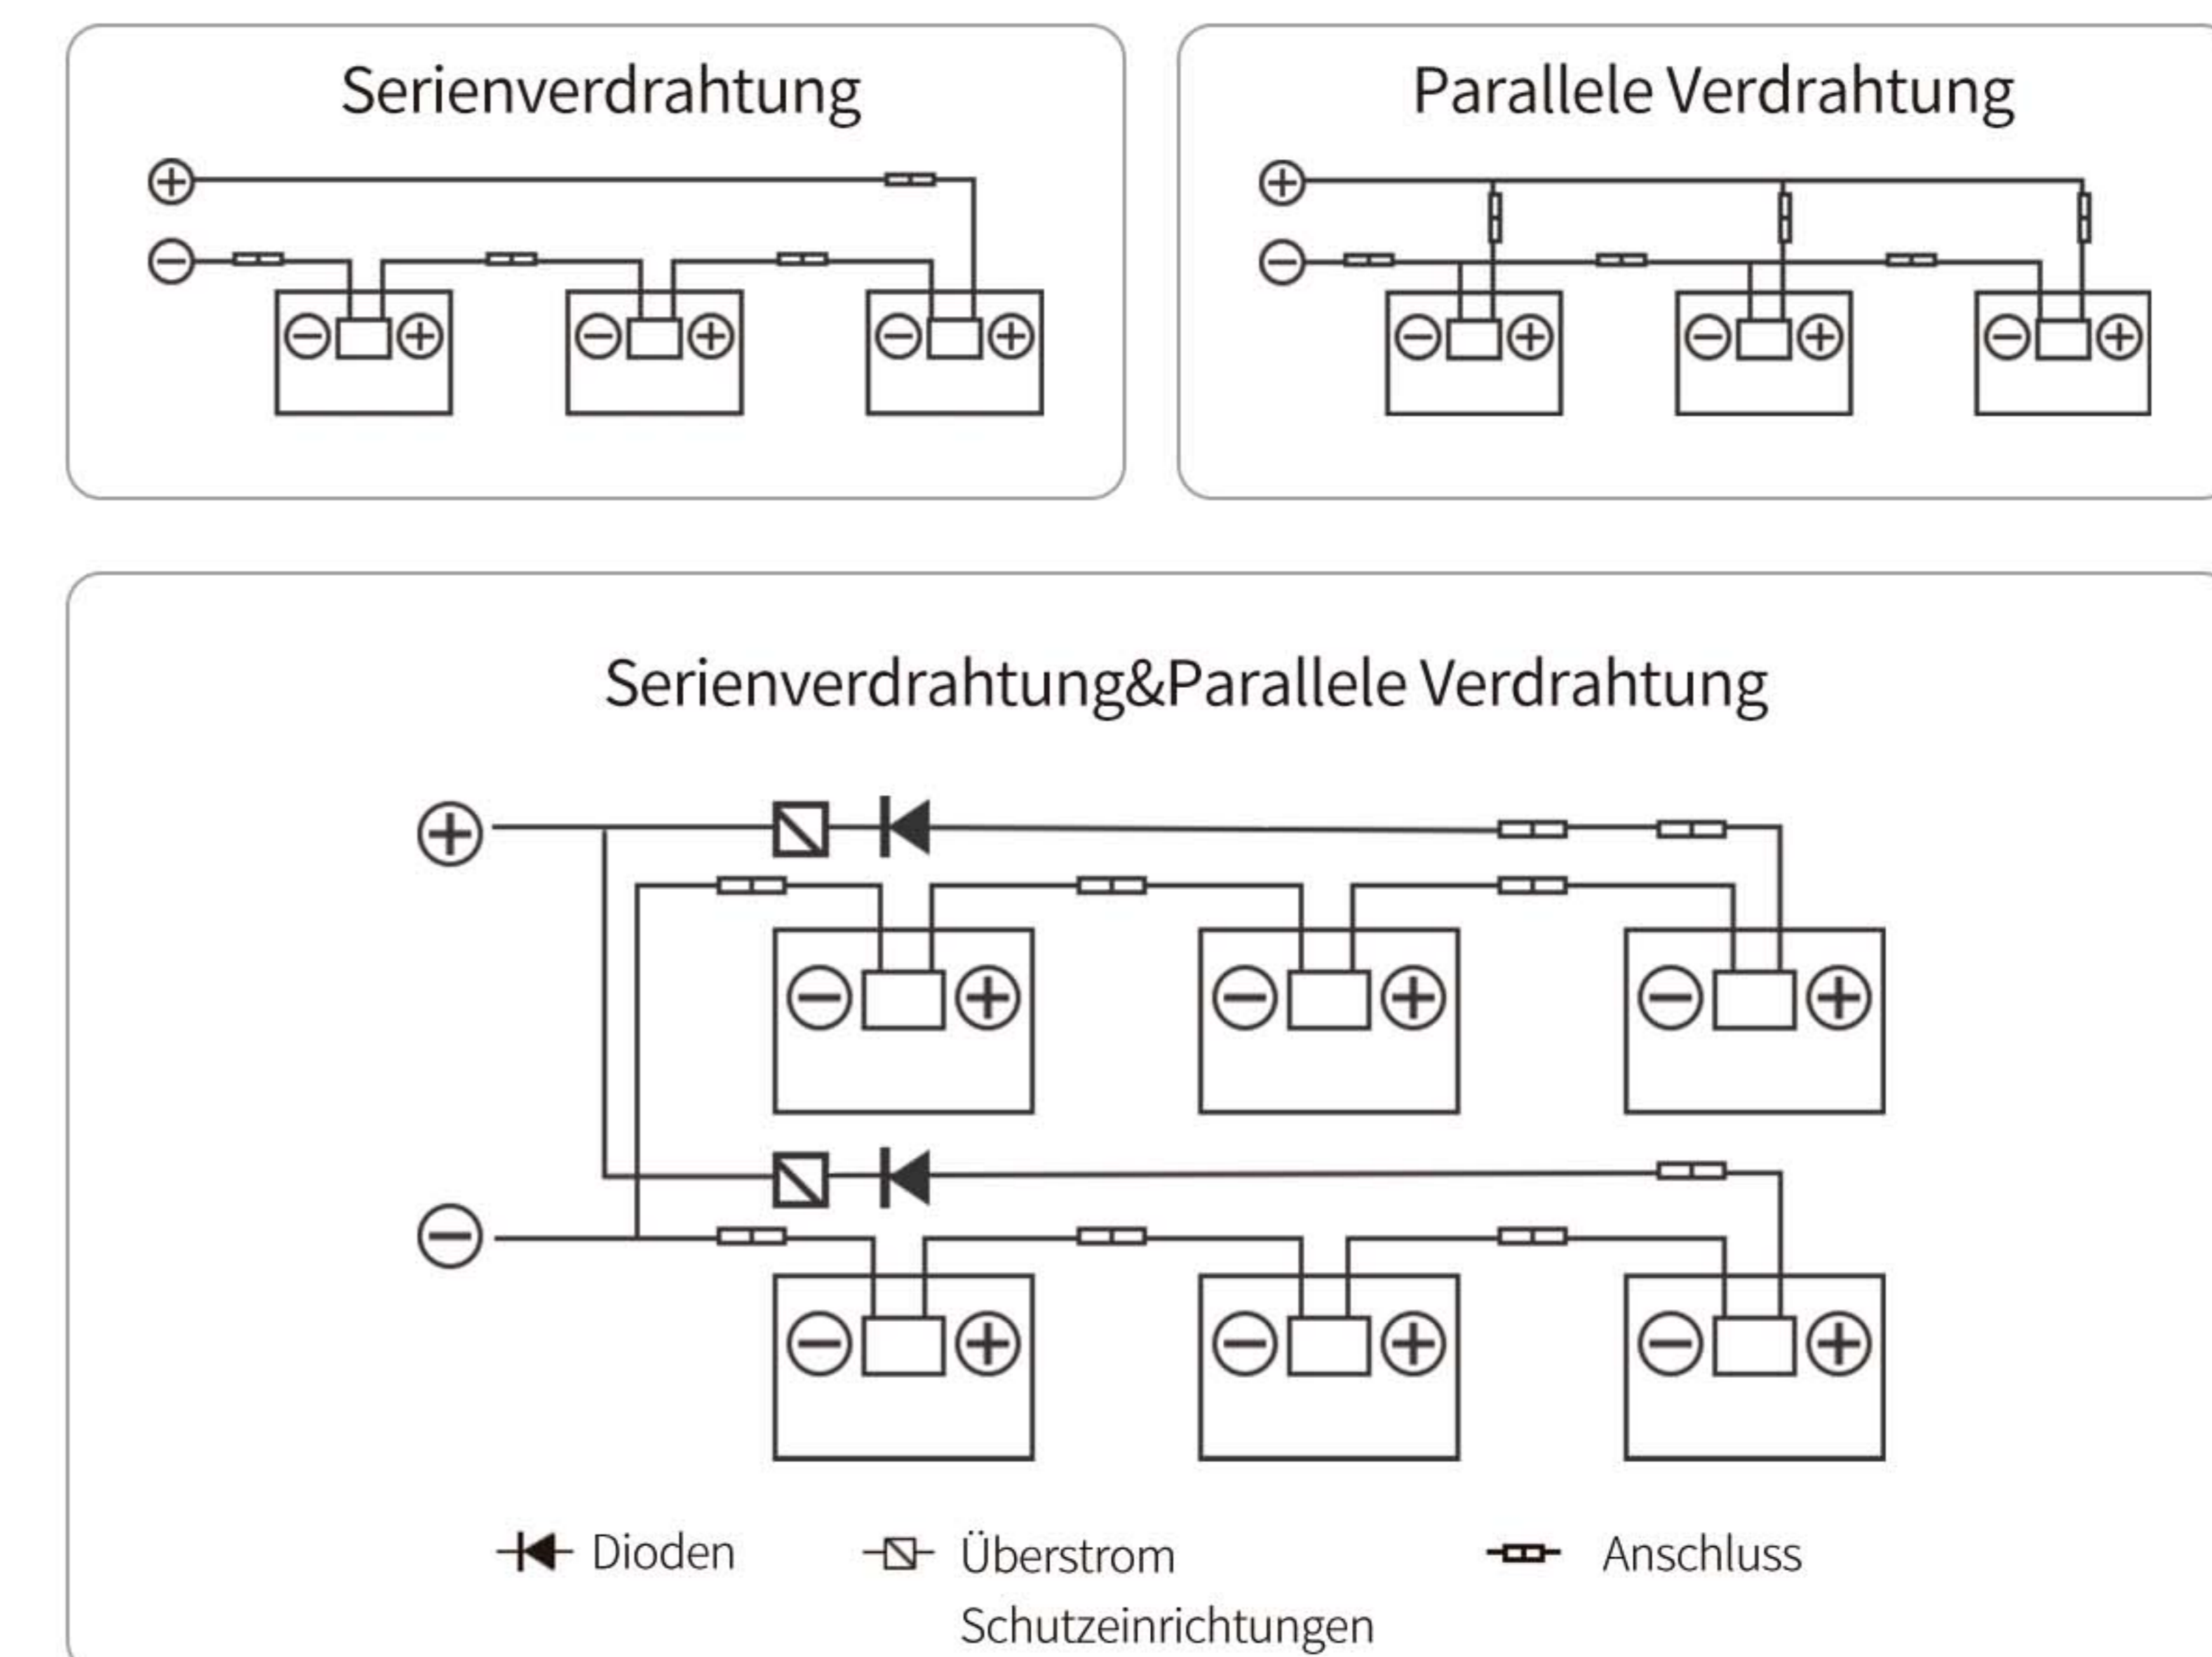 Serienverdrahtung
Parallele Verdrahtung
Serienverdrahtung&Parallele Verdrahtung
Dioden
Überstrom
Schutzeinrichtungen
Anschluss